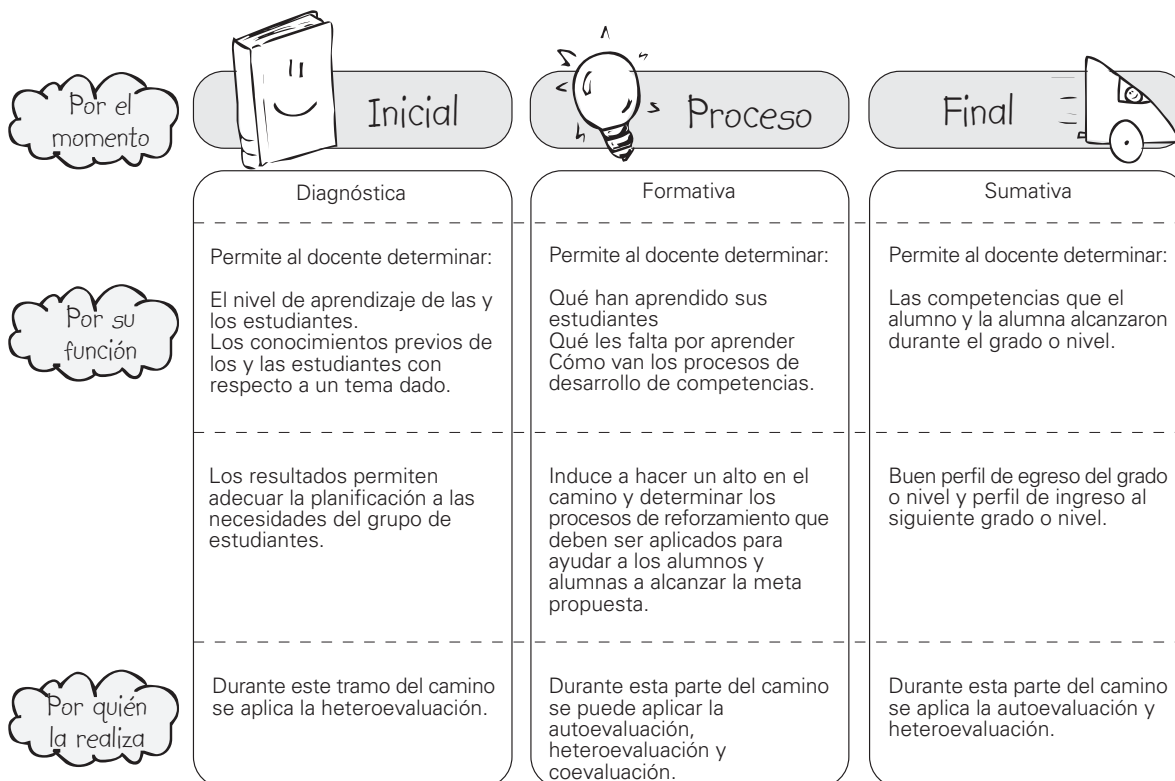 Por el
momento
Inicial
Proceso
Final
Diagnóstica
Formativa
Sumativa
Por su
función
Permite al docente determinar:
El nivel de aprendizaje de las y
los estudiantes.
Los conocimientos previos de
los y las estudiantes con
respecto a un tema dado.
Permite al docente determinar:
Qué han aprendido sus
estudiantes
Qué les falta por aprender
Cómo van los procesos de
desarrollo de competencias.
Permite al docente determinar:
Las competencias que el
alumno y la alumna alcanzaron
durante el grado o nivel.
Los resultados permiten
adecuar la planificación a las
necesidades del grupo de
estudiantes.
Induce a hacer un alto en el
camino y determinar los
procesos de reforzamiento que
deben ser aplicados para
ayudar a los alumnos y
alumnas a alcanzar la meta
propuesta.
Buen perfil de egreso del grado
o nivel y perfil de ingreso al
siguiente grado o nivel.
Por quién
la realiza
Durante este tramo del camino
se aplica la heteroevaluación.
Durante esta parte del camino
se puede aplicar la
autoevaluación,
heteroevaluación y
coevaluación.
Durante esta parte del camino
se aplica la autoevaluación y
heteroevaluación.